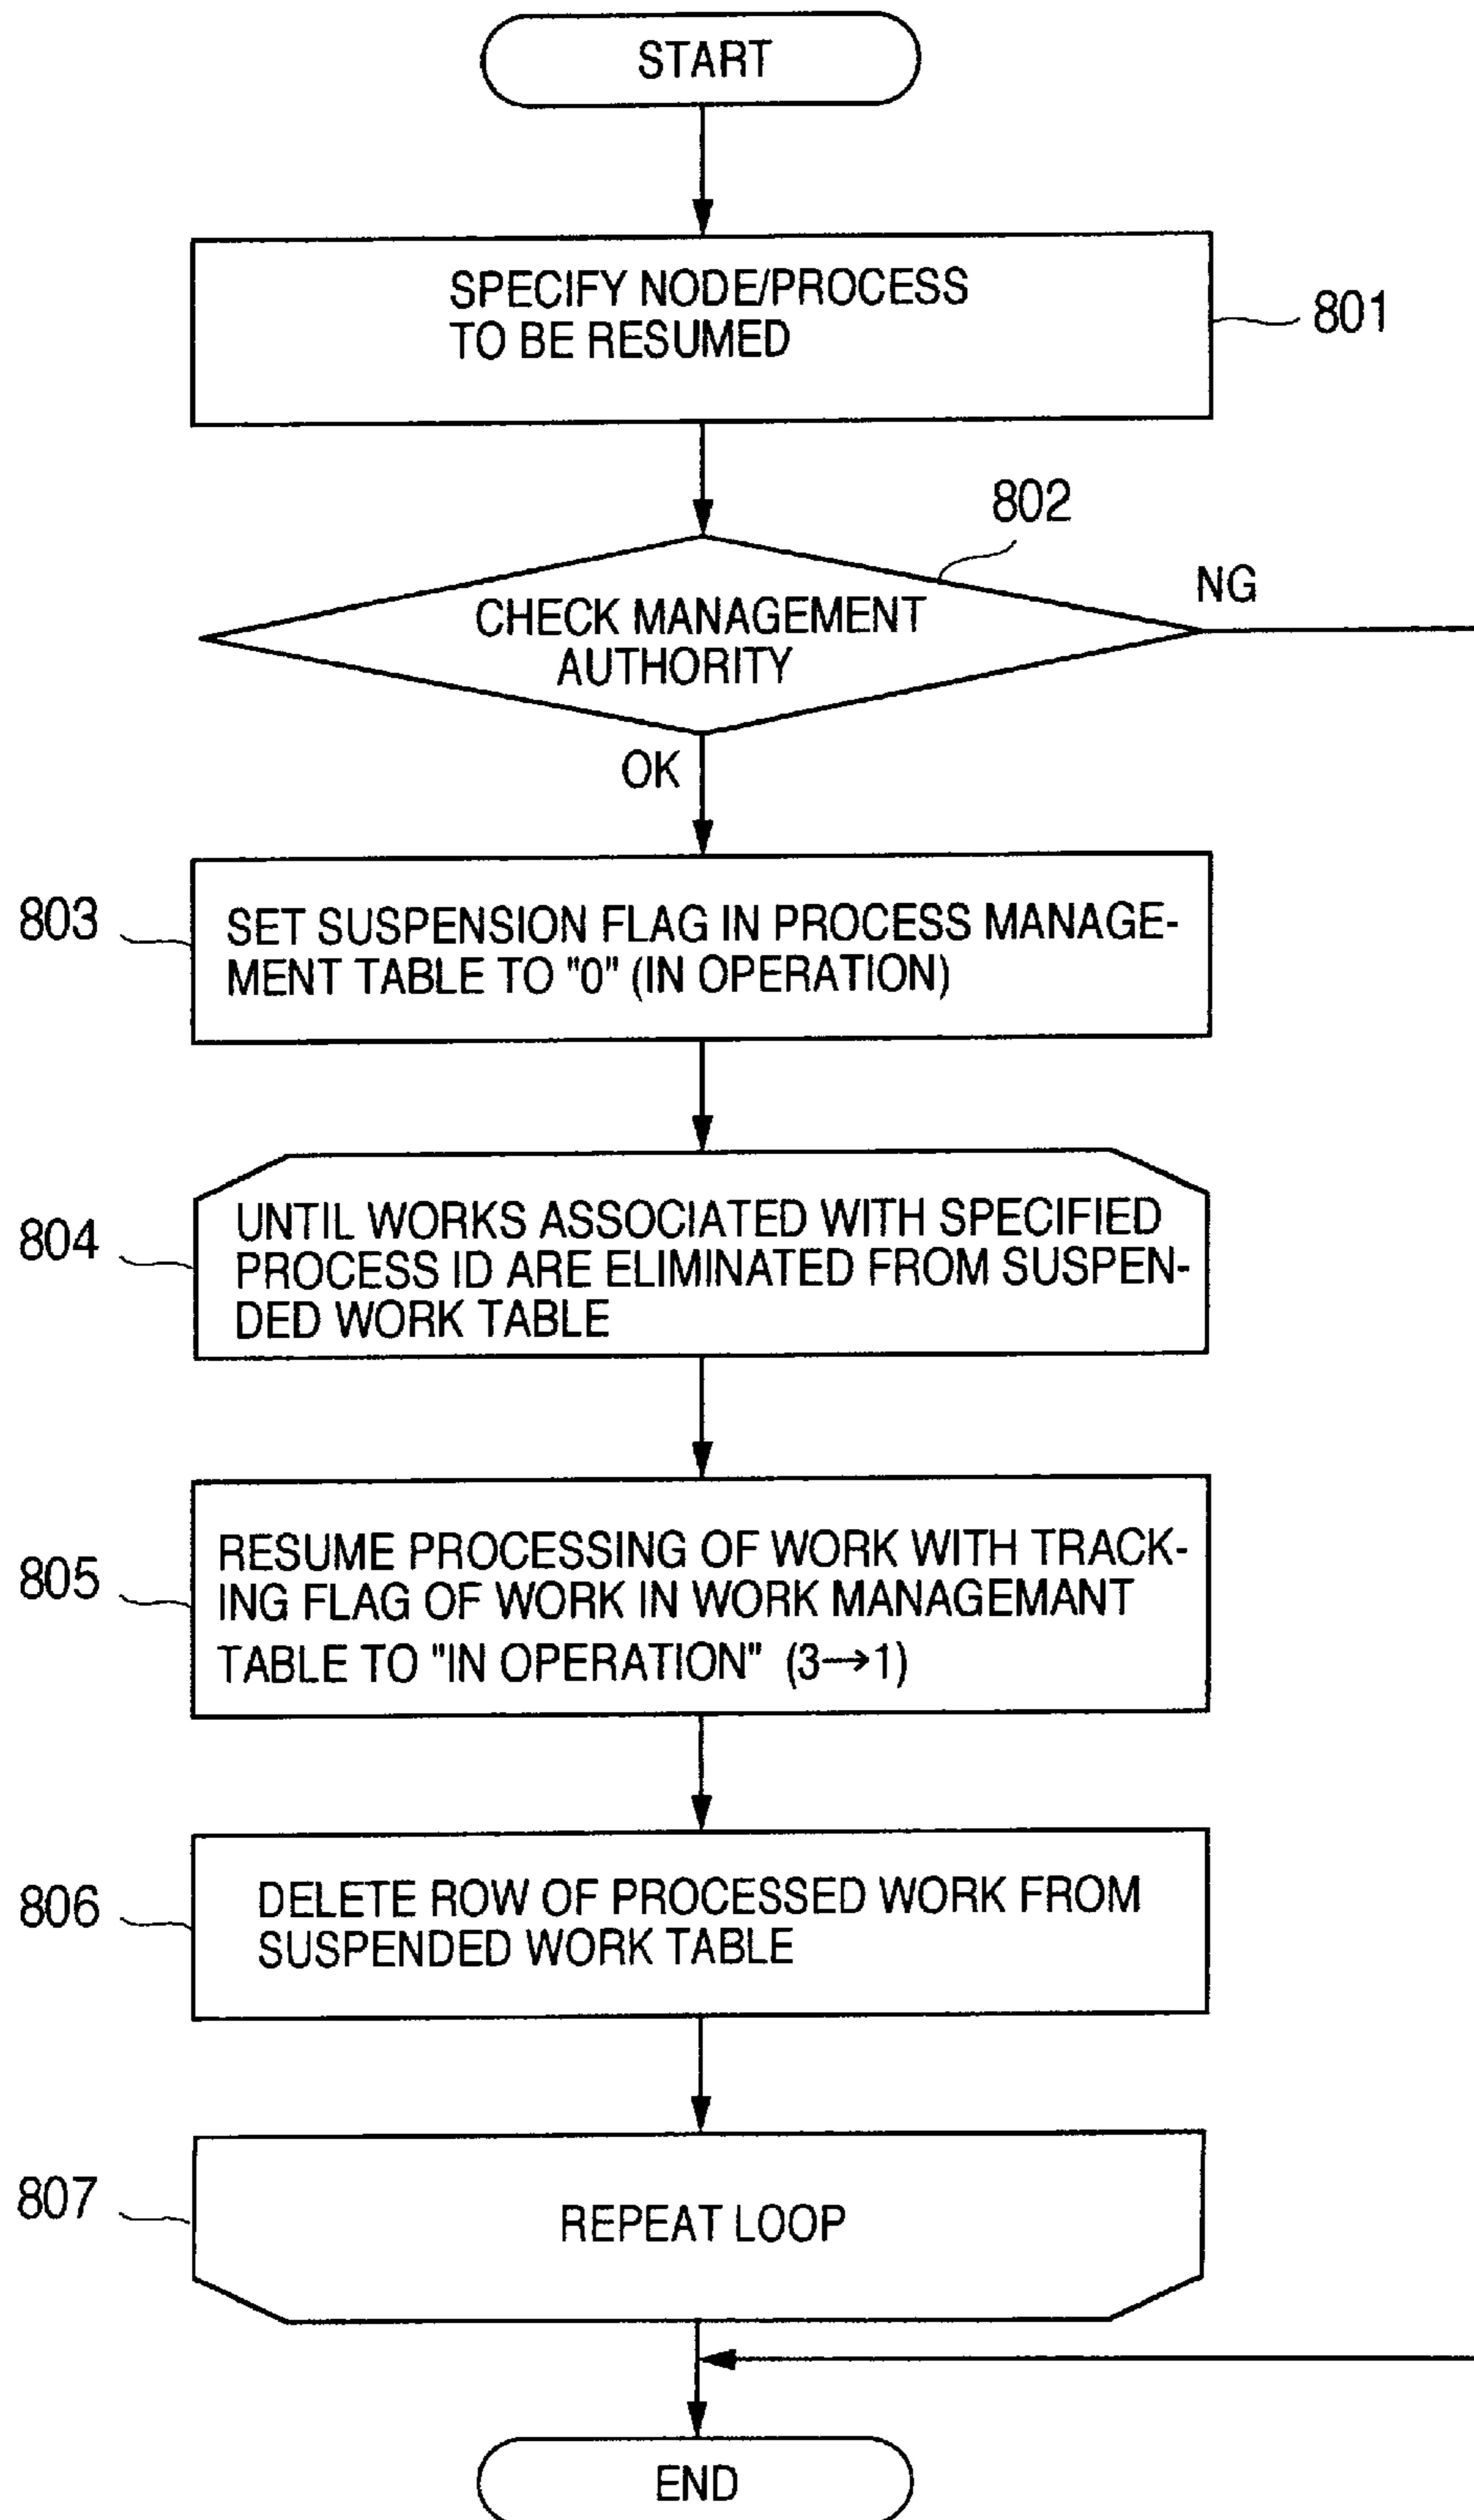 START
SPECIFY NODE/PROCESS
TO BE RESUMED
801
802
CHECK MANAGEMENT
AUTHORITY
NG
OK
803
SET SUSPENSION FLAG IN PROCESS MANAGE-
MENT TABLE TO "0" (IN OPERATION)
804
UNTIL WORKS ASSOCIATED WITH SPECIFIED
PROCESS ID ARE ELIMINATED FROM SUSPEN-
DED WORK TABLE
805
RESUME PROCESSING OF WORK WITH TRACK-
ING FLAG OF WORK IN WORK MANAGEMANT
TABLE TO "IN OPERATION" (3→1)
806
DELETE ROW OF PROCESSED WORK FROM
SUSPENDED WORK TABLE
807
REPEAT LOOP
END